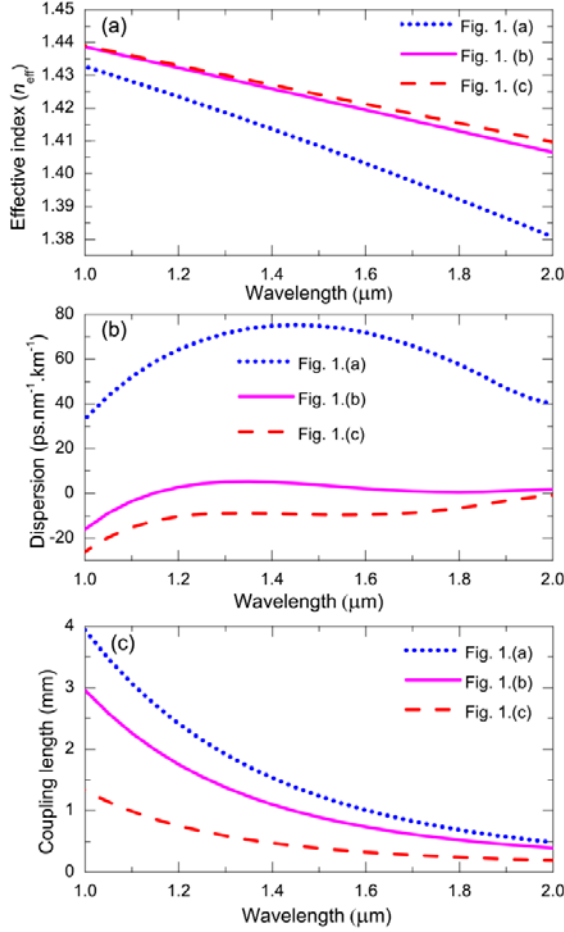 (a)
Fig. 1. (a)
Fig. 1. (b)
Fig. 1. (c)
Effective index (n_eff)
1.45
1.44
1.43
1.42
1.41
1.40
1.39
1.38
1.0 1.2 1.4 1.6 1.8 2.0
Wavelength (μm)
(b)
Fig. 1.(a)
Fig. 1.(b)
Fig. 1.(c)
Dispersion (ps.nm⁻¹.km⁻¹)
80
60
40
20
0
-20
1.0 1.2 1.4 1.6 1.8 2.0
Wavelength (μm)
(c)
Fig. 1.(a)
Fig. 1.(b)
Fig. 1.(c)
Coupling length (mm)
4
3
2
1
0
1.0 1.2 1.4 1.6 1.8 2.0
Wavelength (μm)